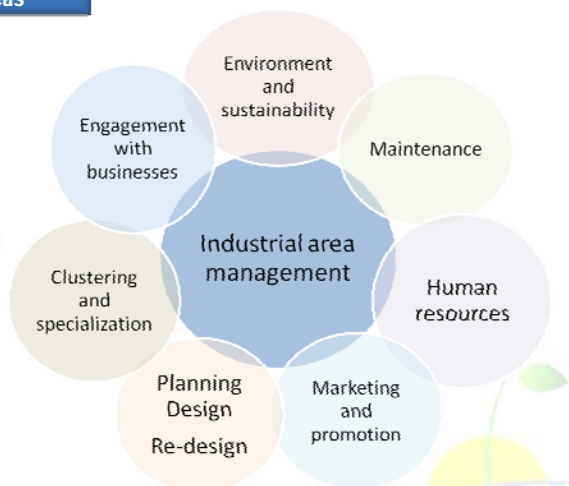 Environment
and
sustainability
Engagement
with
businesses
Maintenance
Industrial area
management
Clustering
and
specialization
Human
resources
Planning
Design
Re-design
Marketing
and
promotion